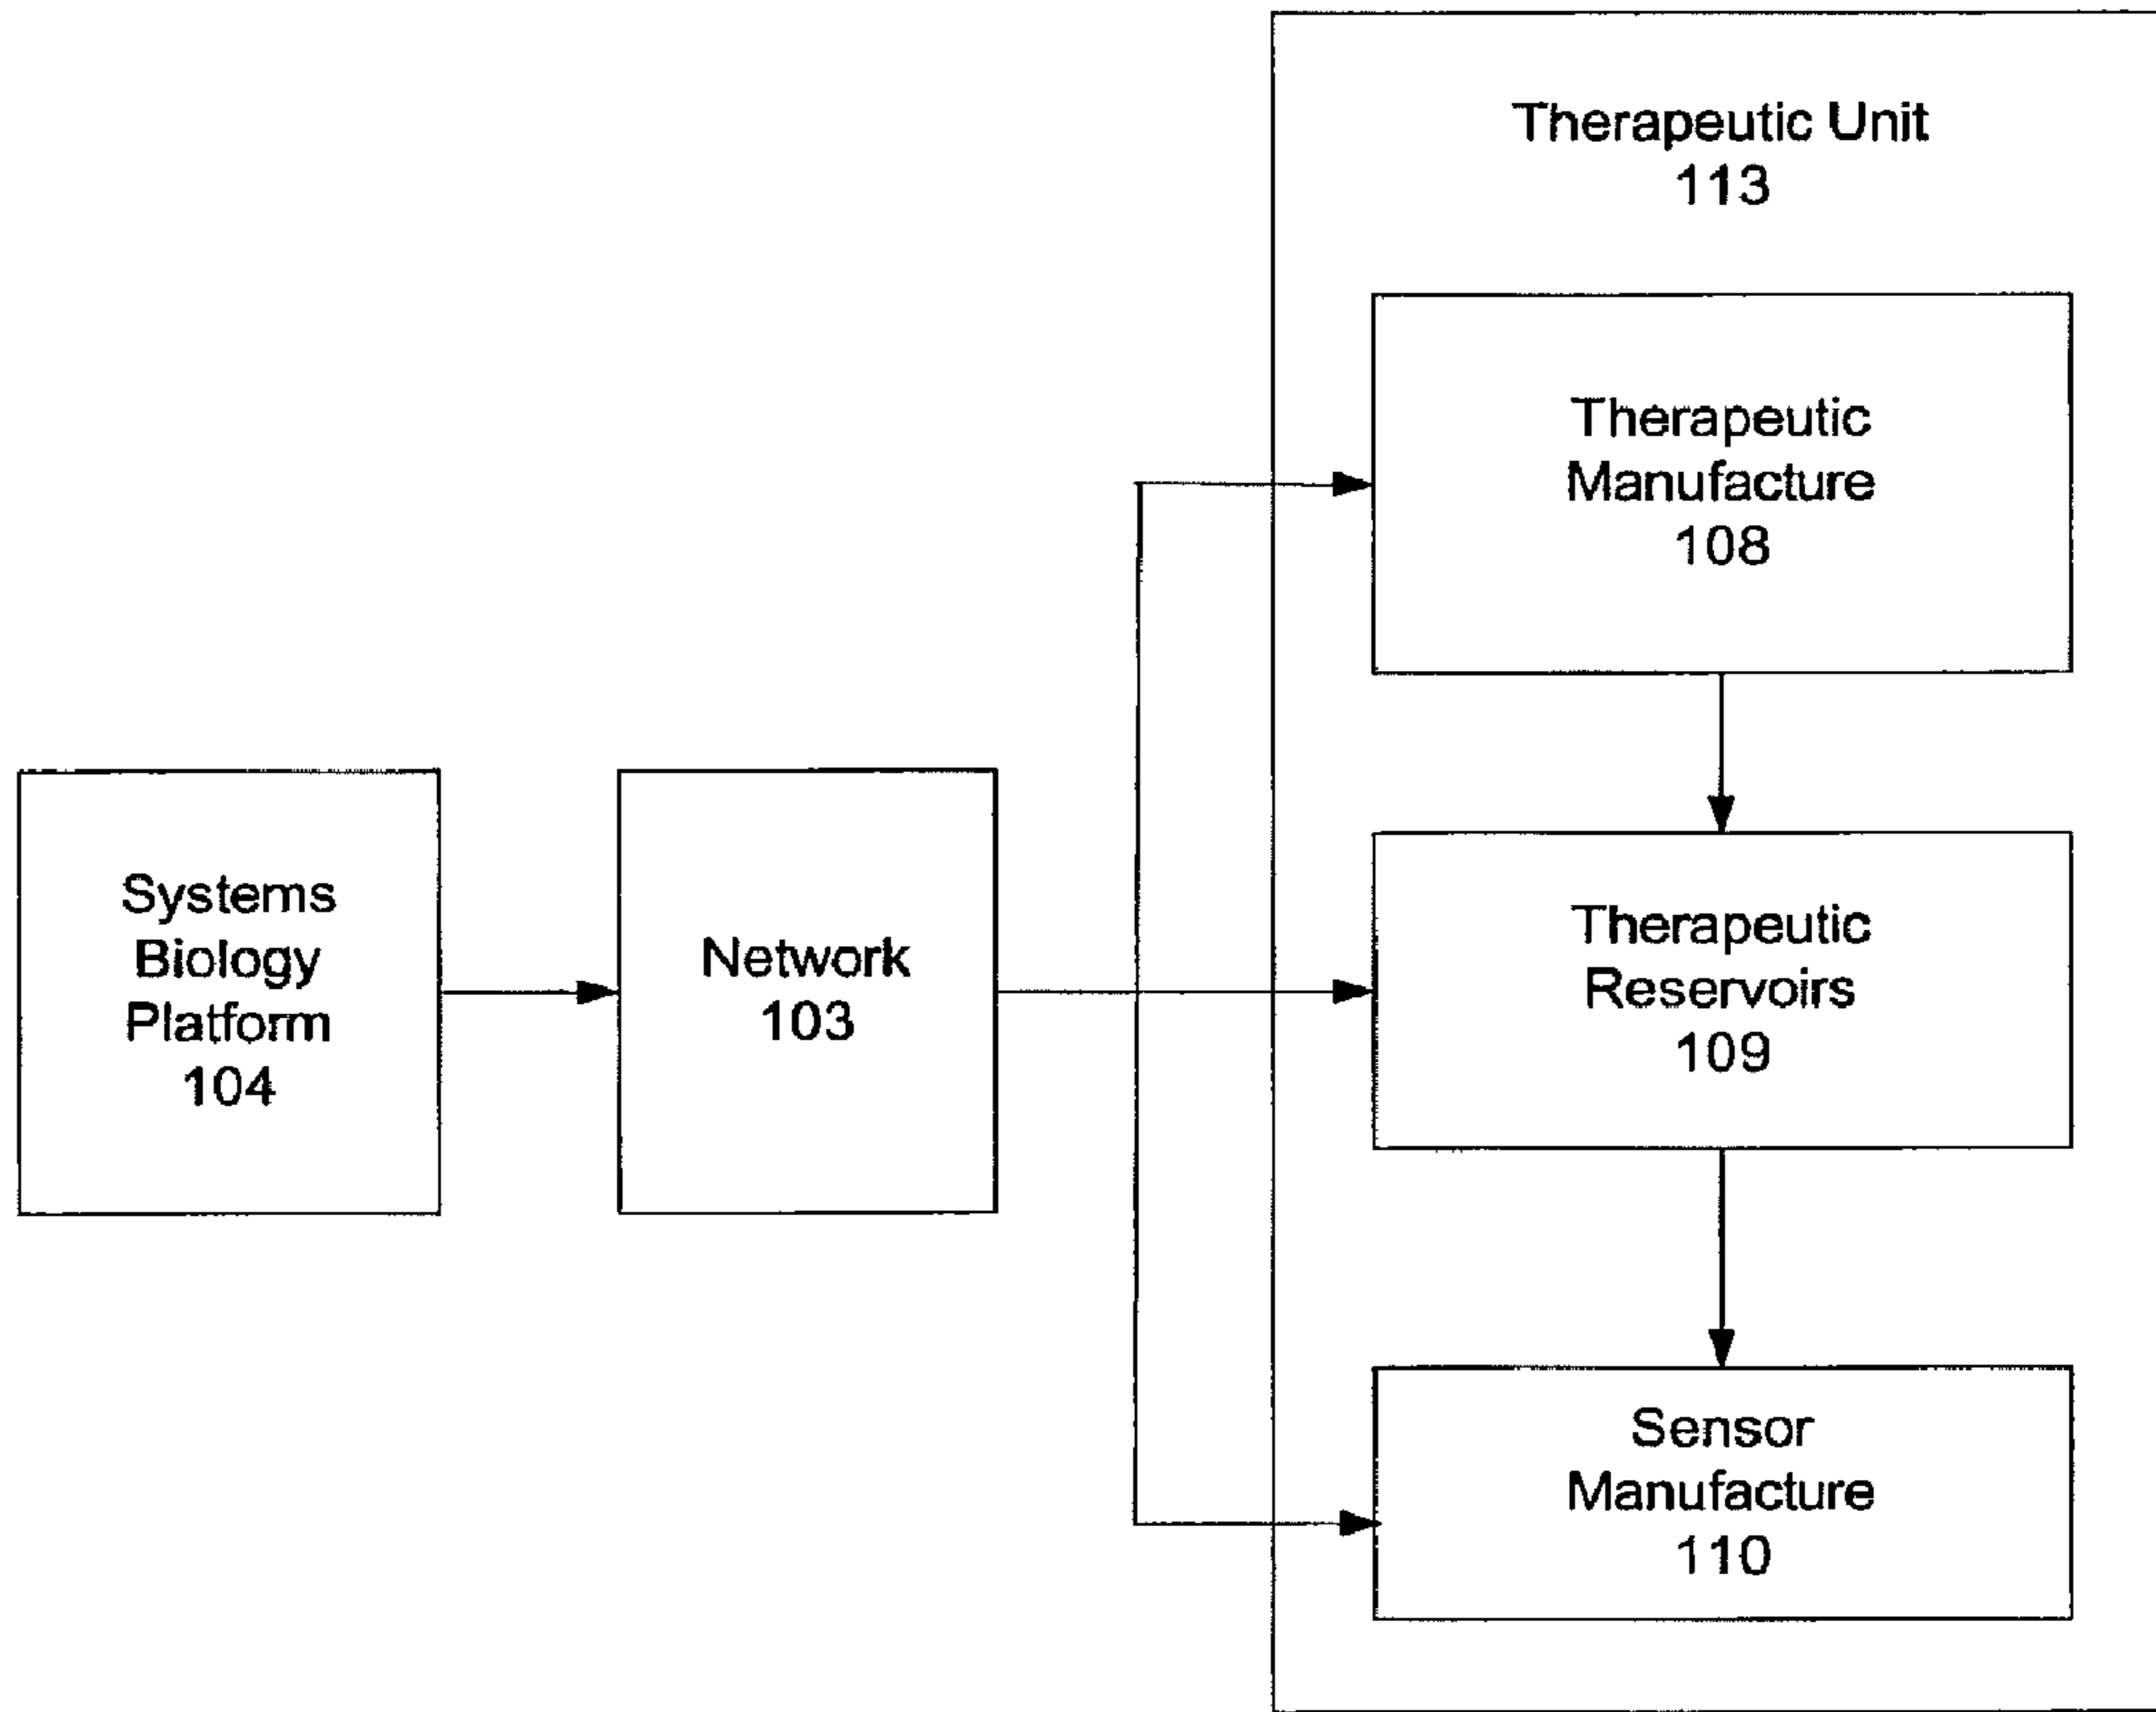 Therapeutic Unit
113
Therapeutic
Manufacture
108
Systems
Biology
Platform
104
Network
103
Therapeutic
Reservoirs
109
Sensor
Manufacture
110